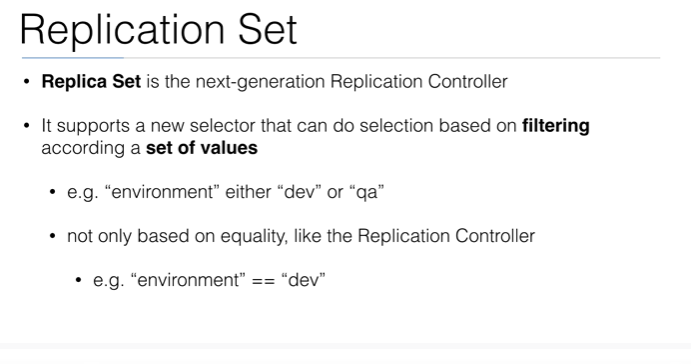 Replication Set
• Replica Set is the next-generation Replication Controller
• It supports a new selector that can do selection based on filtering
according a set of values
• e.g. “environment” either “dev” or “qa”
• not only based on equality, like the Replication Controller
• e.g. “environment” == “dev”